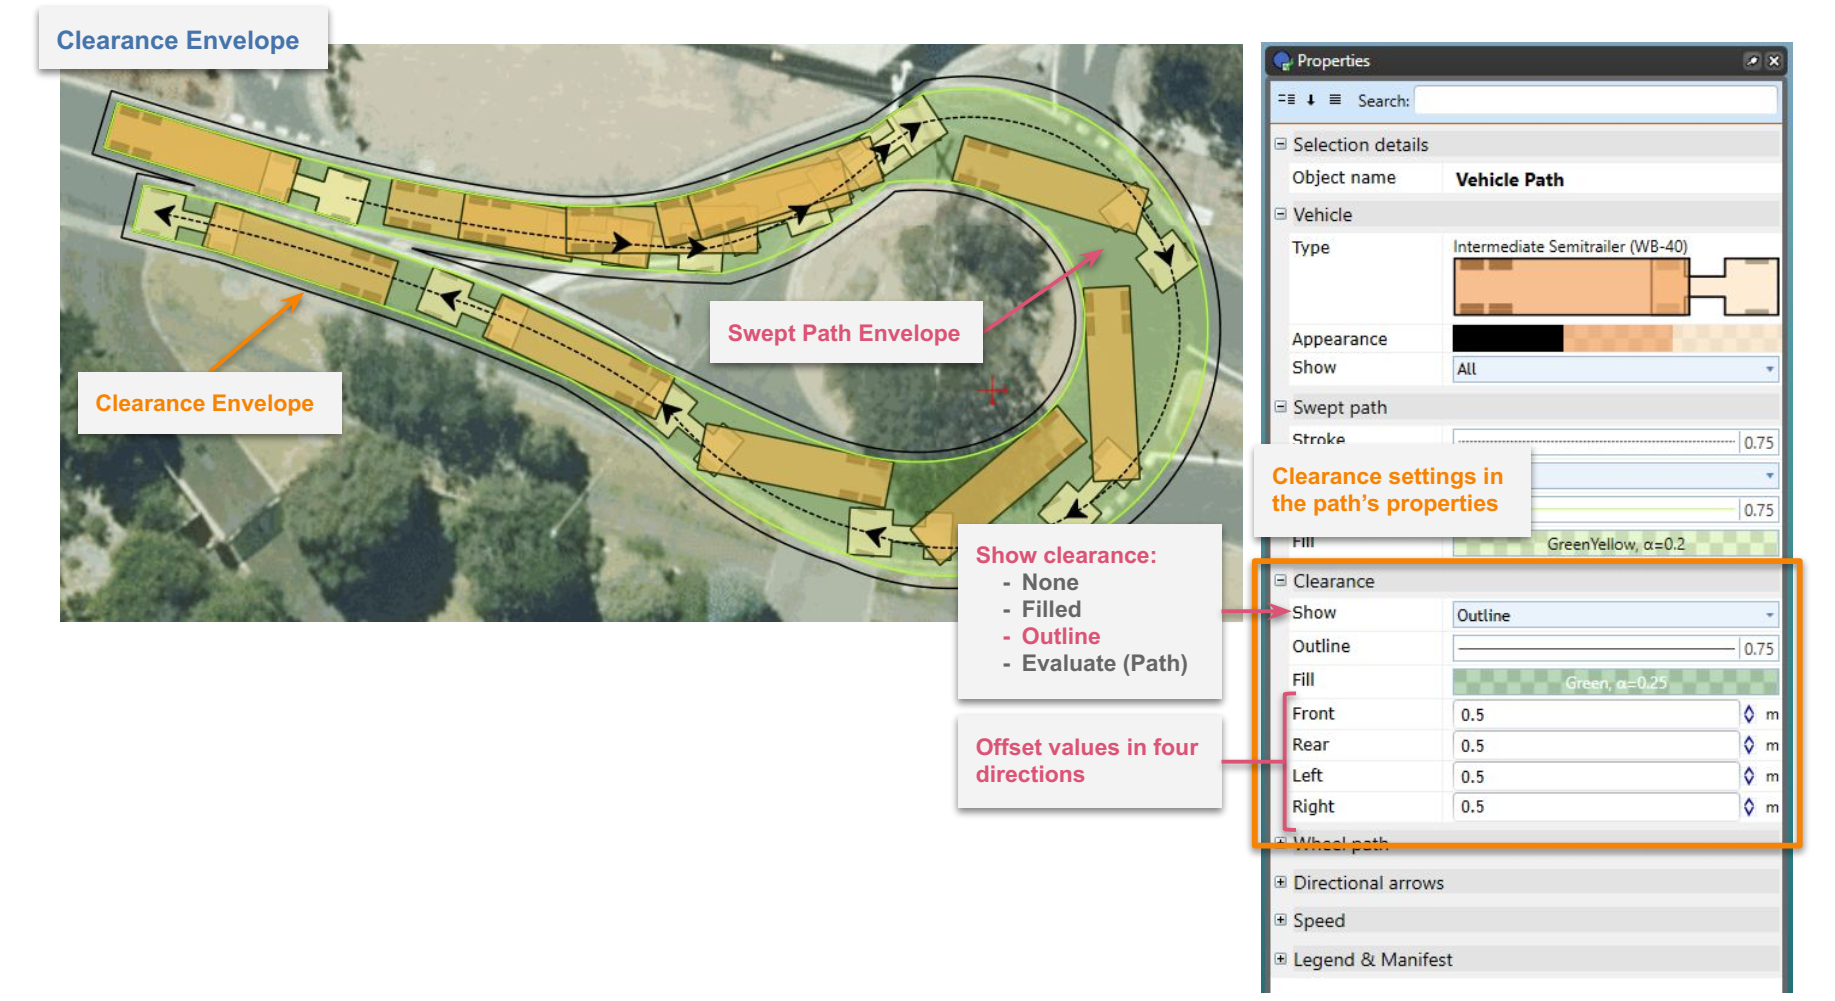 Clearance Envelope
Swept Path Envelope
Clearance Envelope
Show clearance:
- None
- Filled
- Outline
- Evaluate (Path)
Offset values in four
directions
Properties
Search:
Selection details
Object name Vehicle Path
Vehicle
Type Intermediate Semitrailer (WB-40)
Appearance
Show All
Swept path
Stroke 0.75
Clearance settings in
the path's properties
0.75
Fill GreenYellow, α=0.2
Clearance
Show Outline
Outline 0.75
Fill Green, α=0.25
Front 0.5 m
Rear 0.5 m
Left 0.5 m
Right 0.5 m
Wheel path
Directional arrows
Speed
Legend & Manifest